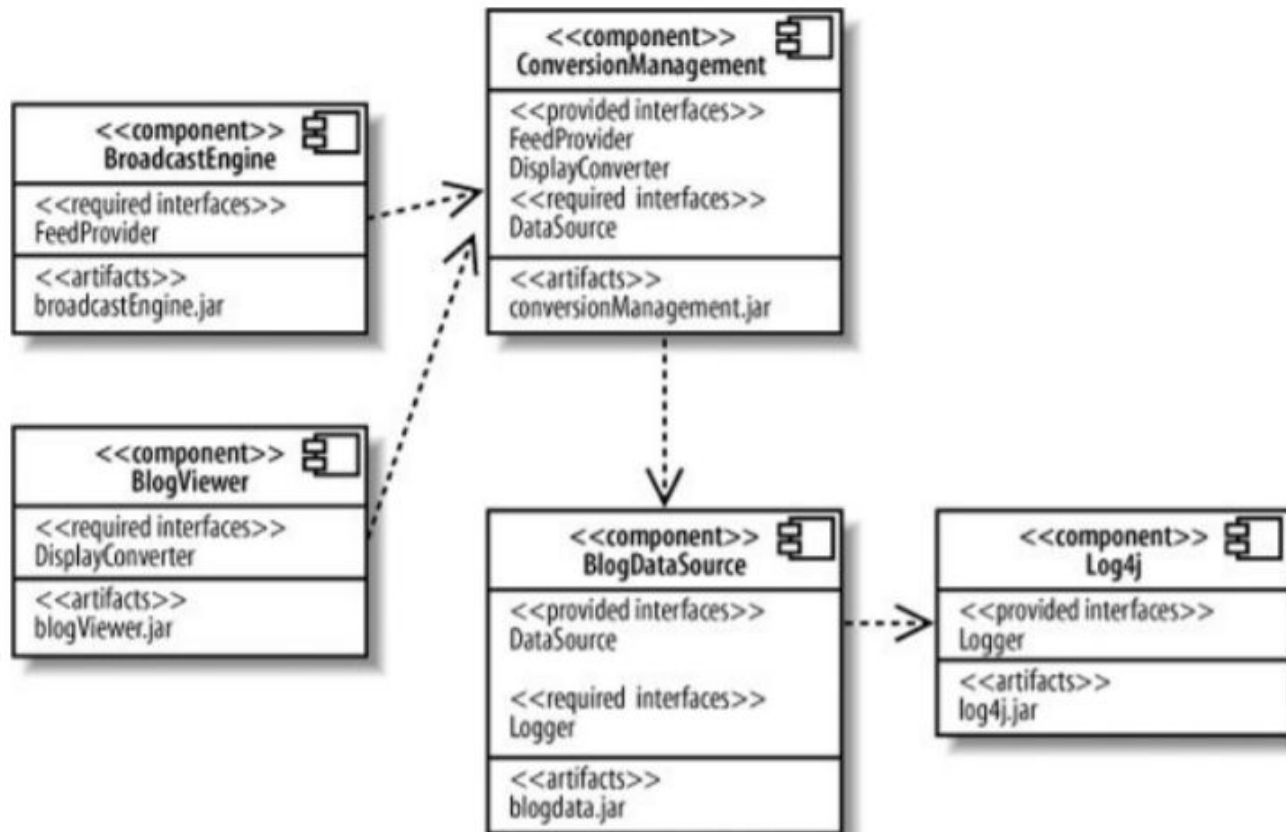 <<component>>
ConversionManagement
<<provided interfaces>>
FeedProvider
DisplayConverter
<<required interfaces>>
DataSource
<<artifacts>>
conversionManagement.jar
<<component>>
BroadcastEngine
<<required interfaces>>
FeedProvider
<<artifacts>>
broadcastEngine.jar
<<component>>
BlogViewer
<<required interfaces>>
DisplayConverter
<<artifacts>>
blogViewer.jar
<<component>>
BlogDataSource
<<provided interfaces>>
DataSource
<<required interfaces>>
Logger
<<artifacts>>
blogdata.jar
<<component>>
Log4j
<<provided interfaces>>
Logger
<<artifacts>>
log4j.jar